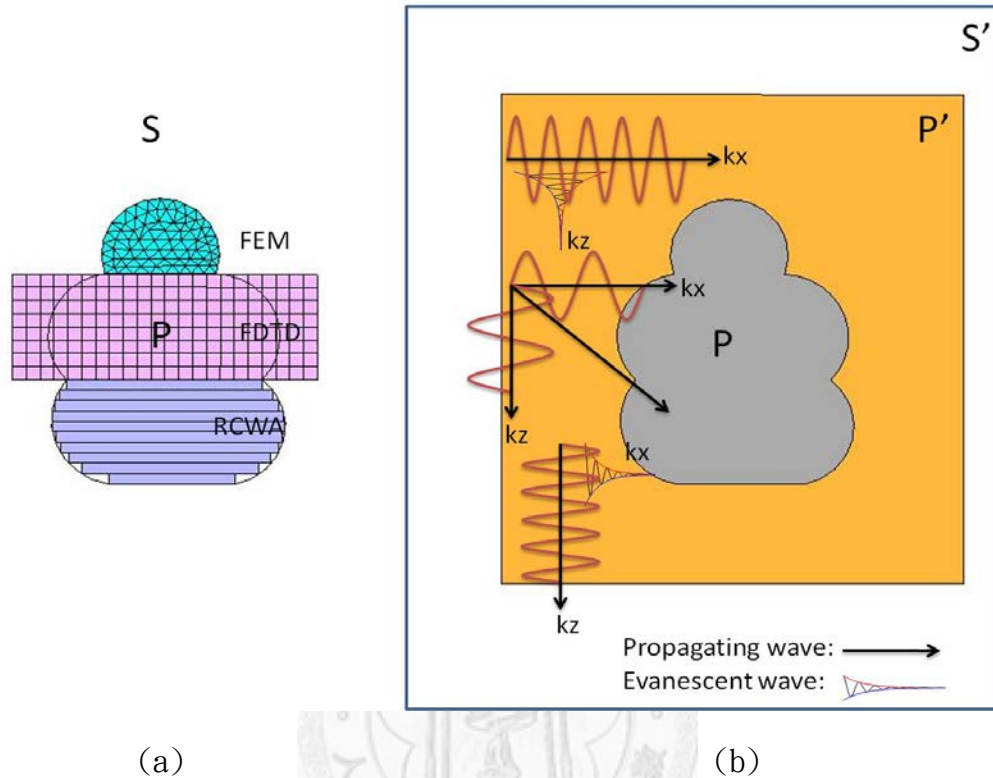 S
FEM
P
FDTD
RCWA
S'
P'
kx
kz
kx
P
kz
kx
kz
Propagating wave:
Evanescent wave:
(a)
(b)